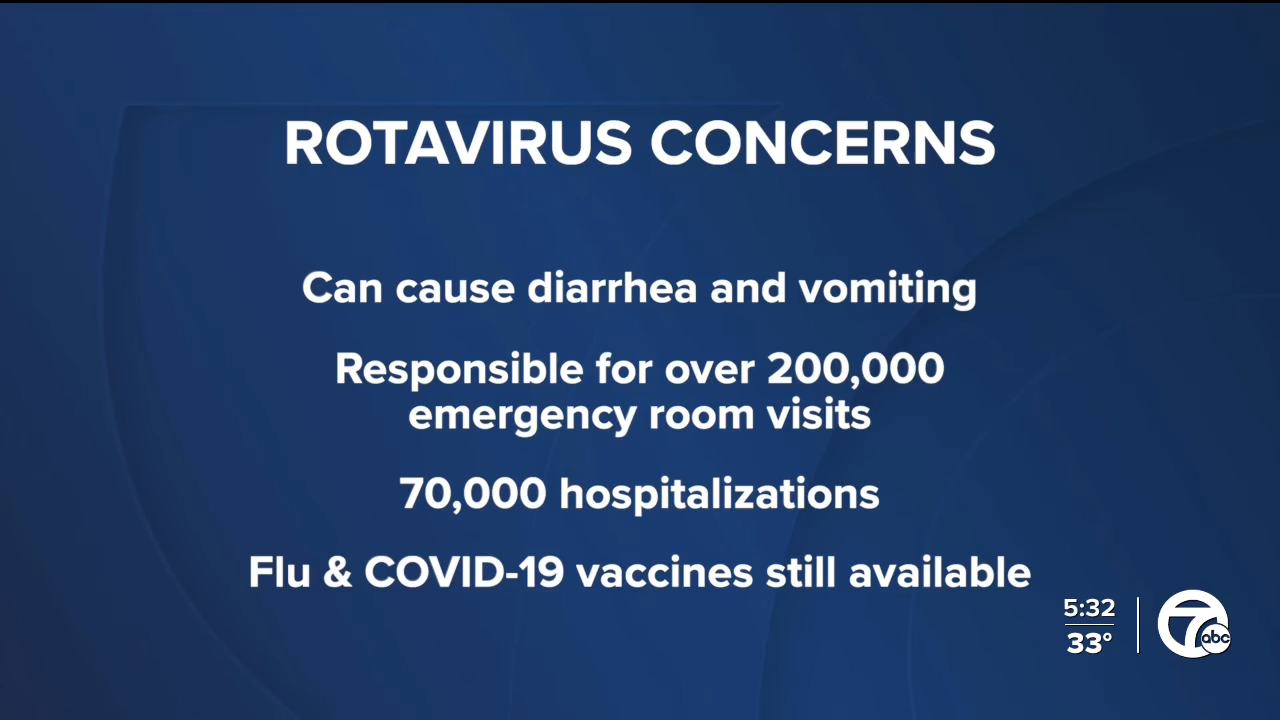 ROTAVIRUS CONCERNS
Can cause diarrhea and vomiting
Responsible for over 200,000
emergency room visits
70,000 hospitalizations
Flu & COVID-19 vaccines still available
5:32
33°
7
abc